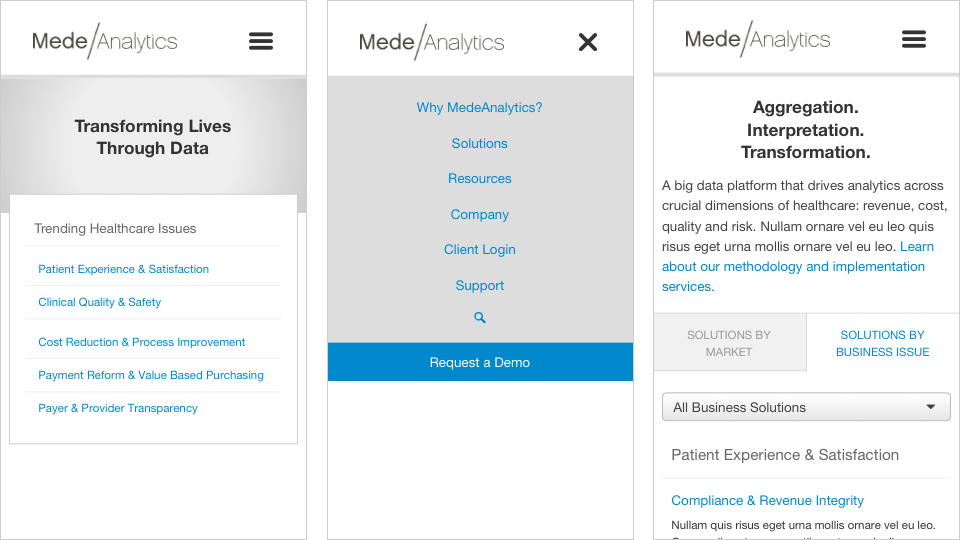 Mede/Analytics
Transforming Lives
Through Data
Trending Healthcare Issues
Patient Experience & Satisfaction
Clinical Quality & Safety
Cost Reduction & Process Improvement
Payment Reform & Value Based Purchasing
Payer & Provider Transparency
Mede/Analytics
Why MedeAnalytics?
Solutions
Resources
Company
Client Login
Support
Request a Demo
Mede/Analytics
Aggregation.
Interpretation.
Transformation.
A big data platform that drives analytics across
crucial dimensions of healthcare: revenue, cost,
quality and risk. Nullam ornare vel eu leo quis
risus eget urna mollis ornare vel eu leo. Learn
about our methodology and implementation
services.
SOLUTIONS BY
MARKET
SOLUTIONS BY
BUSINESS ISSUE
All Business Solutions
Patient Experience & Satisfaction
Compliance & Revenue Integrity
Nullam quis risus eget urna mollis ornare vel eu leo.